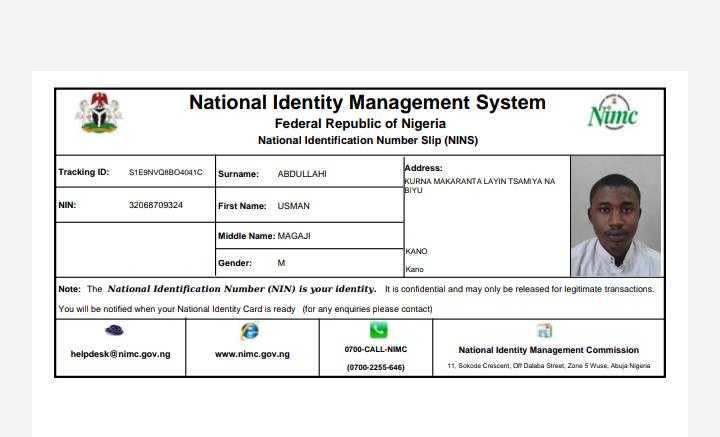 National Identity Management System
Federal Republic of Nigeria
National Identification Number Slip (NINS)
Nimc
Tracking ID: S1E9NVQ8BO4041C
Surname: ABDULLAHI
Address:
KURNA MAKARANTA LAYIN TSAMIYA NA
BIYU
NIN: 32068709324
First Name: USMAN
Middle Name: MAGAJI
KANO
Gender: M
Kano
Note: The National Identification Number (NIN) is your identity. It is confidential and may only be released for legitimate transactions.
You will be notified when your National Identity Card is ready (for any enquiries please contact)
helpdesk@nimc.gov.ng
www.nimc.gov.ng
0700-CALL-NIMC
(0700-2255-646)
National Identity Management Commission
11, Sokode Crescent, Off Dalaba Street, Zone 5 Wuse, Abuja Nigeria